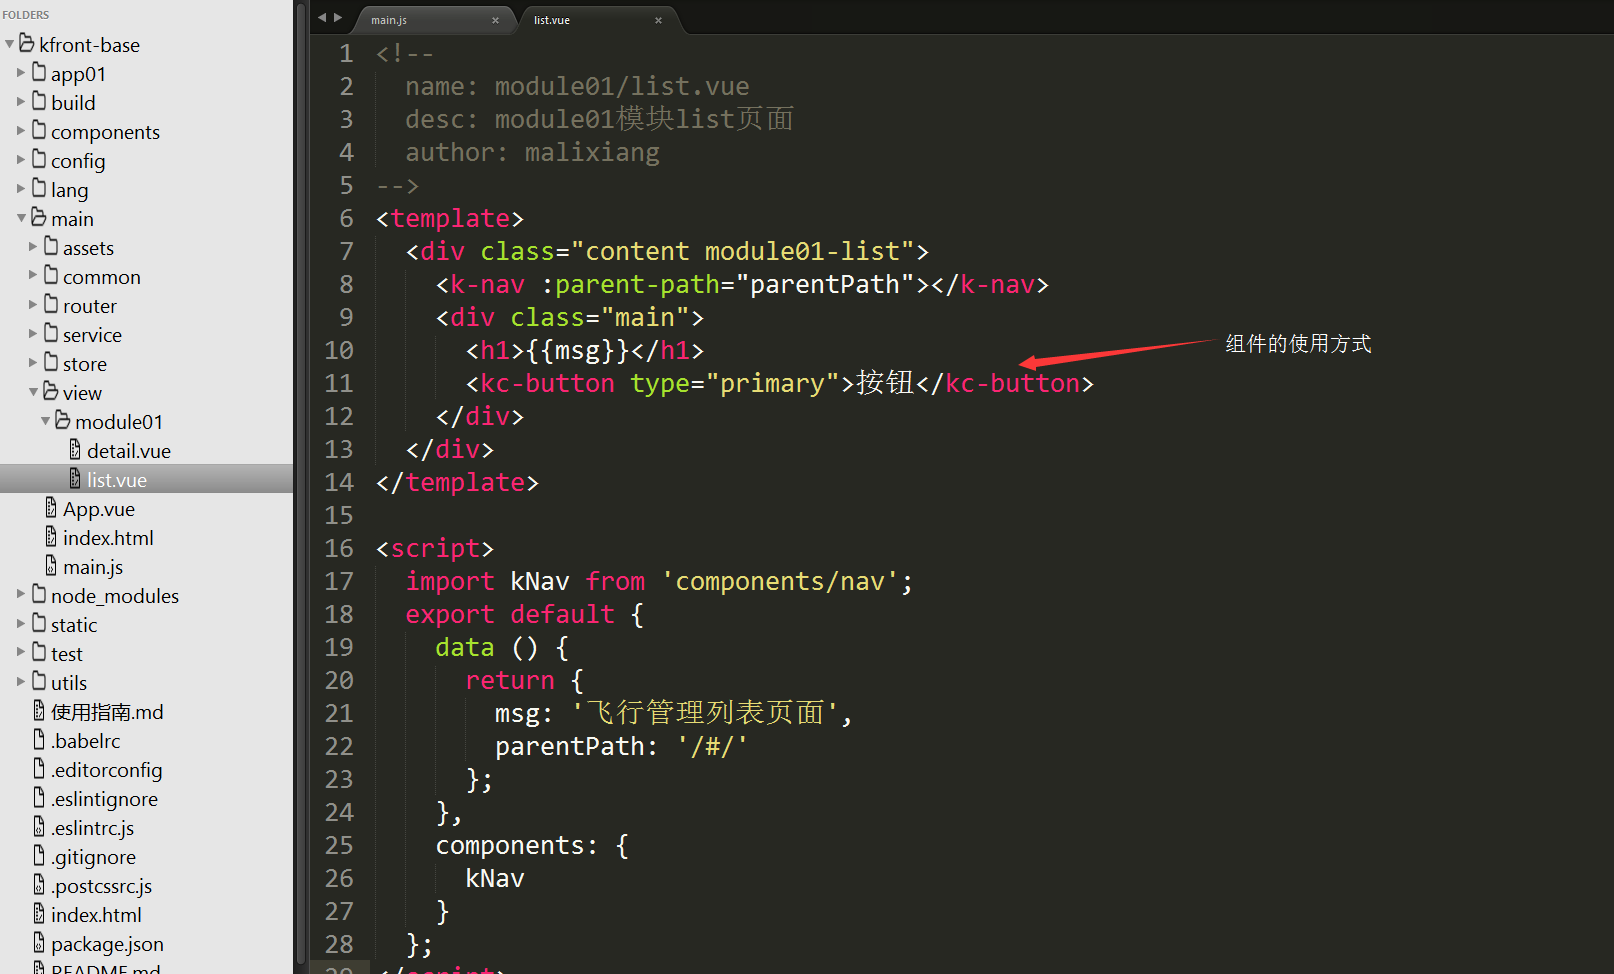 FOLDERS
kfront-base
app01
build
components
config
lang
main
assets
common
router
service
store
view
module01
detail.vue
list.vue
App.vue
index.html
main.js
node_modules
static
test
utils
使用指南.md
.babelrc
.editorconfig
.eslintignore
.eslintrc.js
.gitignore
.postcssrc.js
index.html
package.json
README.md
main.js ×
list.vue ×
1 <!--
2 name: module01/list.vue
3 desc: module01模块list页面
4 author: malixiang
5 -->
6 <template>
7 <div class="content module01-list">
8 <k-nav :parent-path="parentPath"></k-nav>
9 <div class="main">
10 <h1>{{msg}}</h1>
11 <kc-button type="primary">按钮</kc-button>
12 </div>
13 </div>
14 </template>
15
16 <script>
17 import kNav from 'components/nav';
18 export default {
19 data () {
20 return {
21 msg: '飞行管理列表页面',
22 parentPath: '/#/'
23 };
24 },
25 components: {
26 kNav
27 }
28 };
29 </script>
组件的使用方式